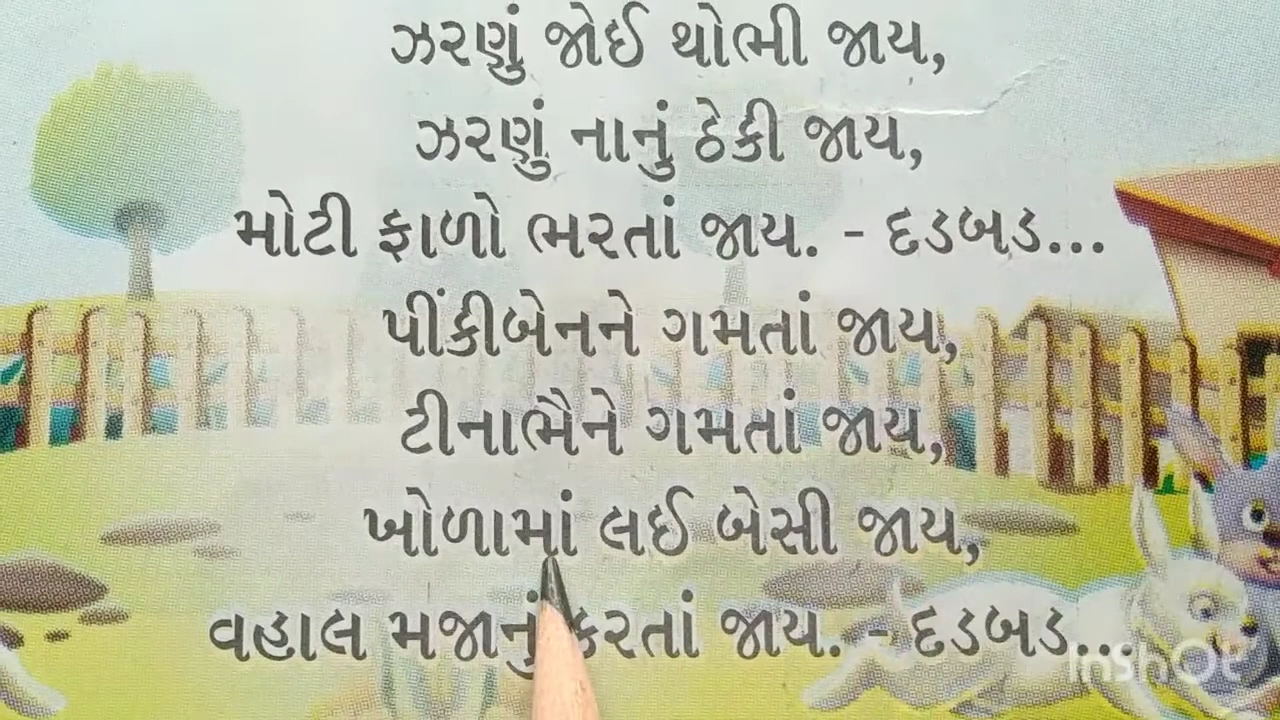 ઝરણું જોઈ થોભી જાય,
ઝરણું નાનું ઠેકી જાય,
મોટી ફાળો ભરતાં જાય. - દડબડ...
પીંકીબેનને ગમતાં જાય,
ટીનાભૈને ગમતાં જાય,
ખોળામાં લઈ બેસી જાય,
વહાલ મજાનું કરતાં જાય. - દડબડ...
InShOt